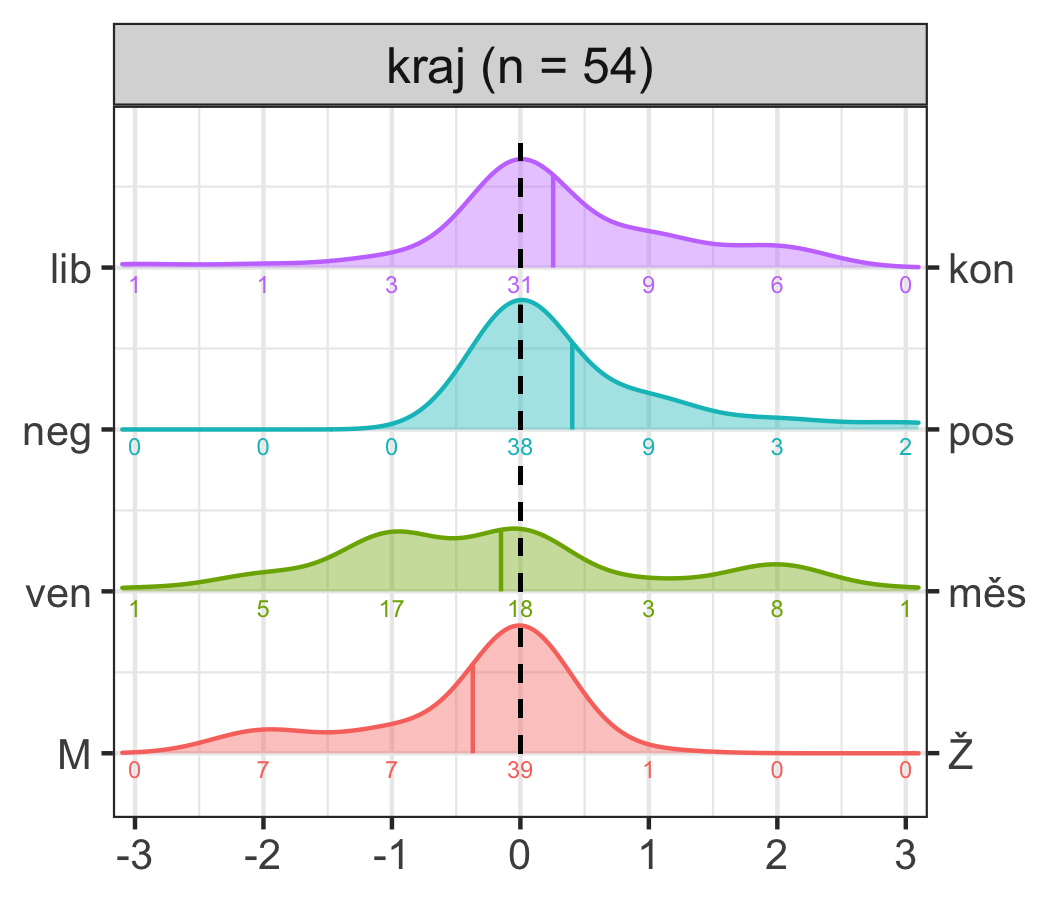 kraj (n = 54)
lib kon
1 1 3 31 9 6 0
neg pos
0 0 0 38 9 3 2
ven měs
1 5 17 18 3 8 1
M Ž
0 7 7 39 1 0 0
-3 -2 -1 0 1 2 3